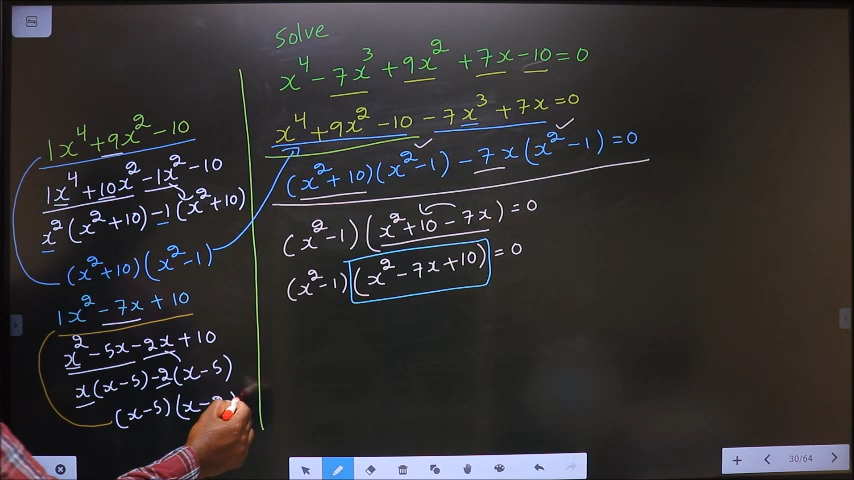 Solve
x⁴ - 7x³ + 9x² + 7x - 10 = 0
x⁴ + 9x² - 10 - 7x³ + 7x = 0
(x² + 10)(x² - 1) - 7x(x² - 1) = 0
(x² - 1)(x² + 10 - 7x) = 0
(x² - 1)(x² - 7x + 10) = 0
1x⁴ + 9x² - 10
1x⁴ + 10x² - 1x² - 10
x²(x² + 10) - 1(x² + 10)
(x² + 10)(x² - 1)
1x² - 7x + 10
x² - 5x - 2x + 10
x(x - 5) - 2(x - 5)
(x - 5)(x - 2)
30/64